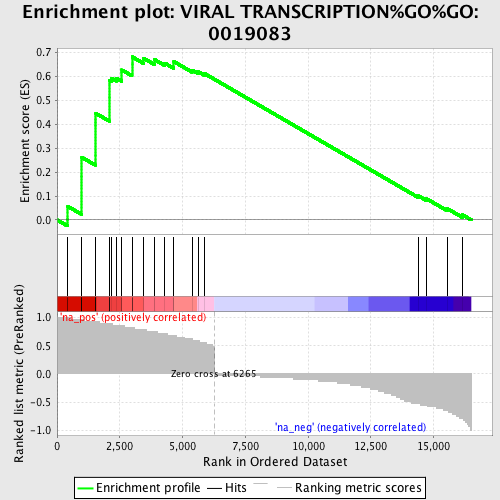 Enrichment plot: VIRAL TRANSCRIPTION%GO%GO:
0019083
Enrichment score (ES)
0.7
0.6
0.5
0.4
0.3
0.2
0.1
0.0
Ranked list metric (PreRanked)
1.0
0.5
0.0
-0.5
-1.0
'na_pos' (positively correlated)
Zero cross at 6265
'na_neg' (negatively correlated)
0 2,500 5,000 7,500 10,000 12,500 15,000
Rank in Ordered Dataset
Enrichment profile Hits Ranking metric scores